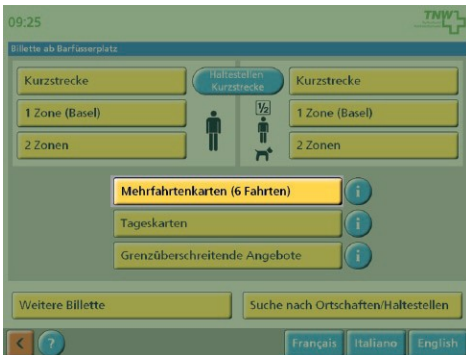 09:25
TNW
Billette ab Barfüsserplatz
Kurzstrecke
Haltestellen
Kurzstrecke
Kurzstrecke
1 Zone (Basel)
1/2
1 Zone (Basel)
2 Zonen
2 Zonen
Mehrfahrtenkarten (6 Fahrten)
i
Tageskarten
i
Grenzüberschreitende Angebote
i
Weitere Billette
Suche nach Ortschaften/Haltestellen
<
?
Français
Italiano
English